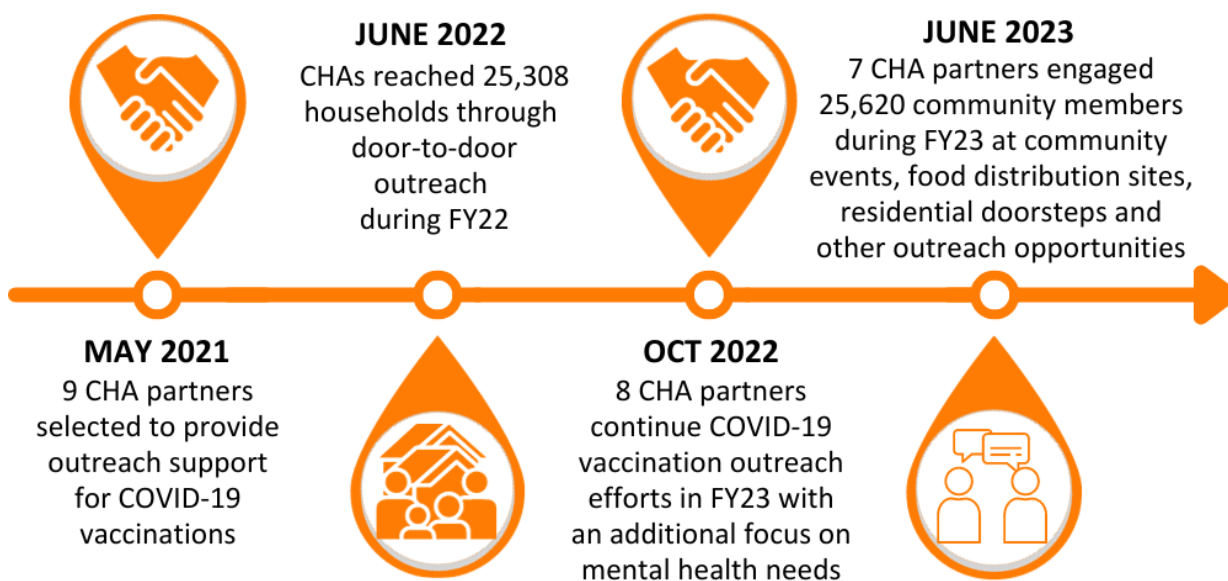 JUNE 2022
CHAs reached 25,308
households through
door-to-door
outreach
during FY22
JUNE 2023
7 CHA partners engaged
25,620 community members
during FY23 at community
events, food distribution sites,
residential doorsteps and
other outreach opportunities
MAY 2021
9 CHA partners
selected to provide
outreach support
for COVID-19
vaccinations
OCT 2022
8 CHA partners
continue COVID-19
vaccination outreach
efforts in FY23 with
an additional focus on
mental health needs